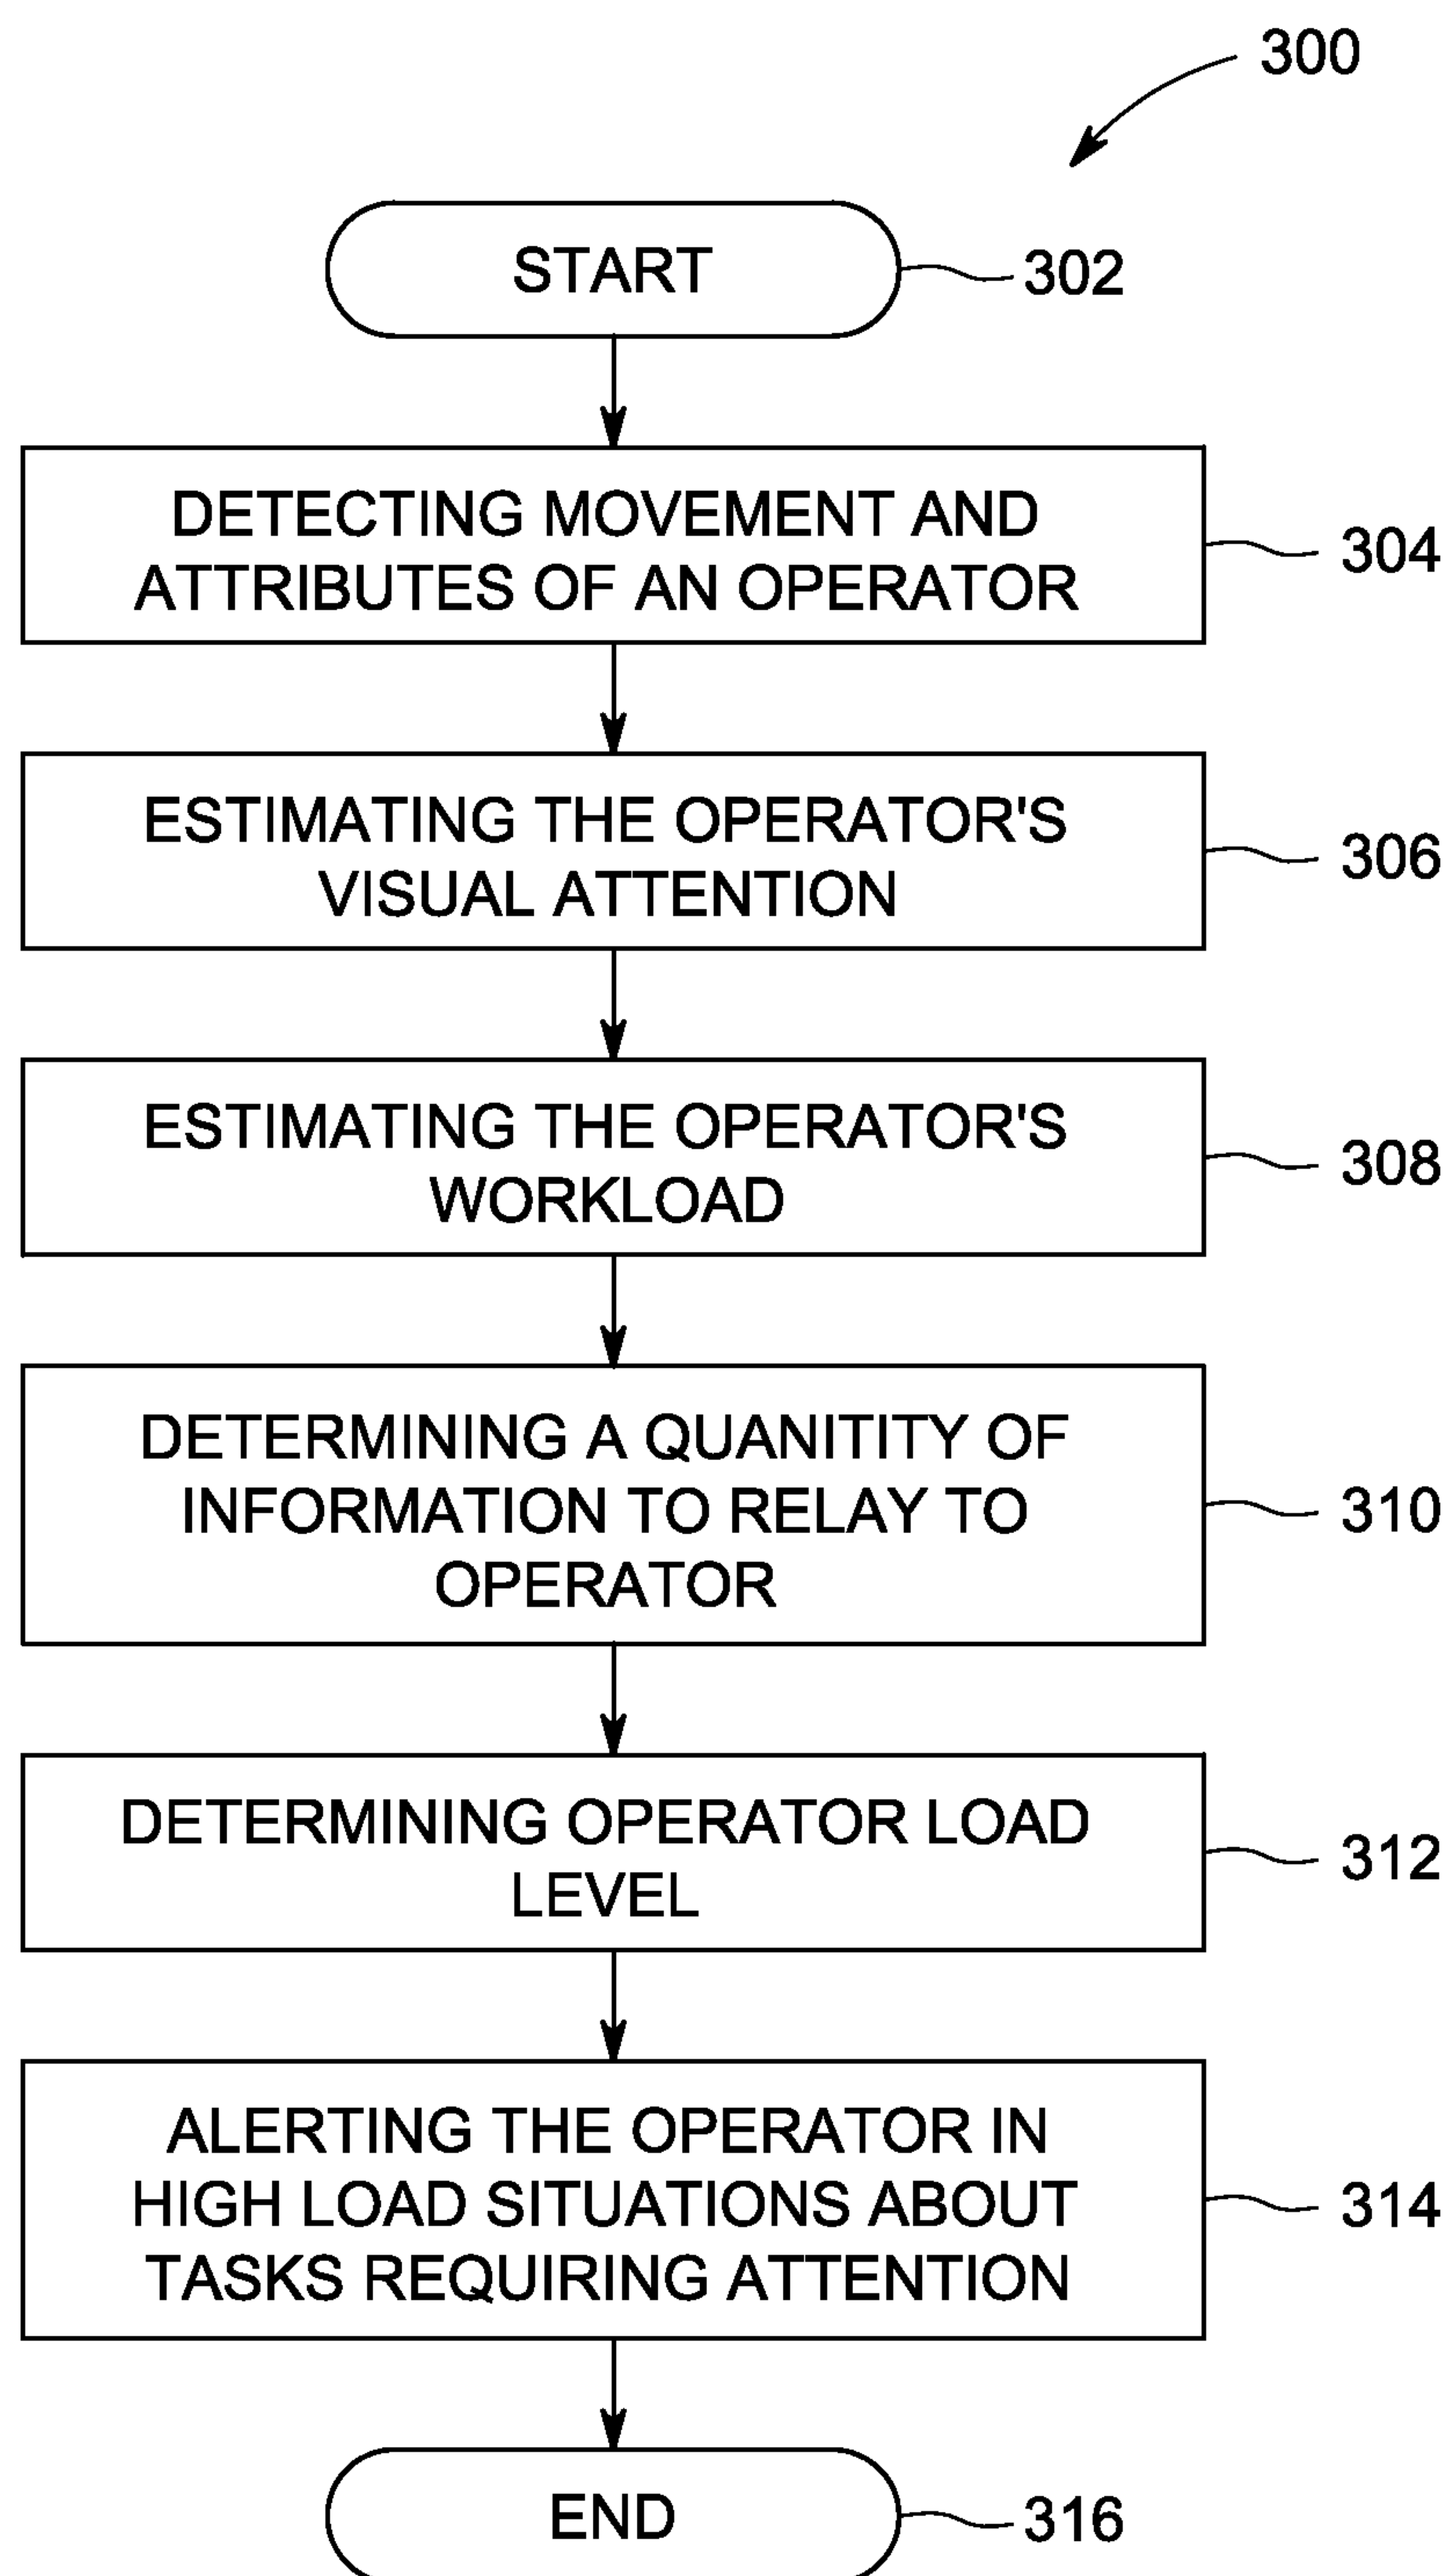 300
START
302
DETECTING MOVEMENT AND
ATTRIBUTES OF AN OPERATOR
304
ESTIMATING THE OPERATOR'S
VISUAL ATTENTION
306
ESTIMATING THE OPERATOR'S
WORKLOAD
308
DETERMINING A QUANITITY OF
INFORMATION TO RELAY TO
OPERATOR
310
DETERMINING OPERATOR LOAD
LEVEL
312
ALERTING THE OPERATOR IN
HIGH LOAD SITUATIONS ABOUT
TASKS REQUIRING ATTENTION
314
END
316